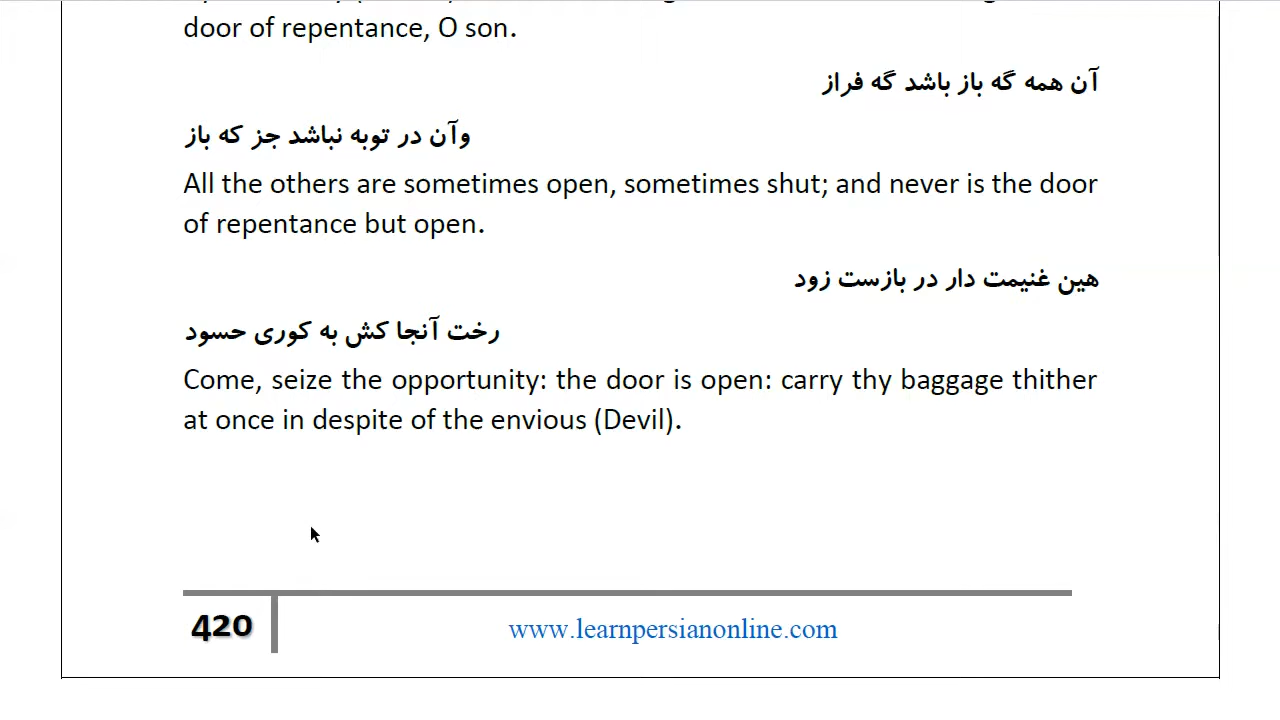 door of repentance, O son.
آن همه گه باز باشد گه فراز
وآن در توبه نباشد جز که باز
All the others are sometimes open, sometimes shut; and never is the door
of repentance but open.
هین غنیمت دار در بازست زود
رخت آنجا کش به کوری حسود
Come, seize the opportunity: the door is open: carry thy baggage thither
at once in despite of the envious (Devil).
420
www.learnpersianonline.com